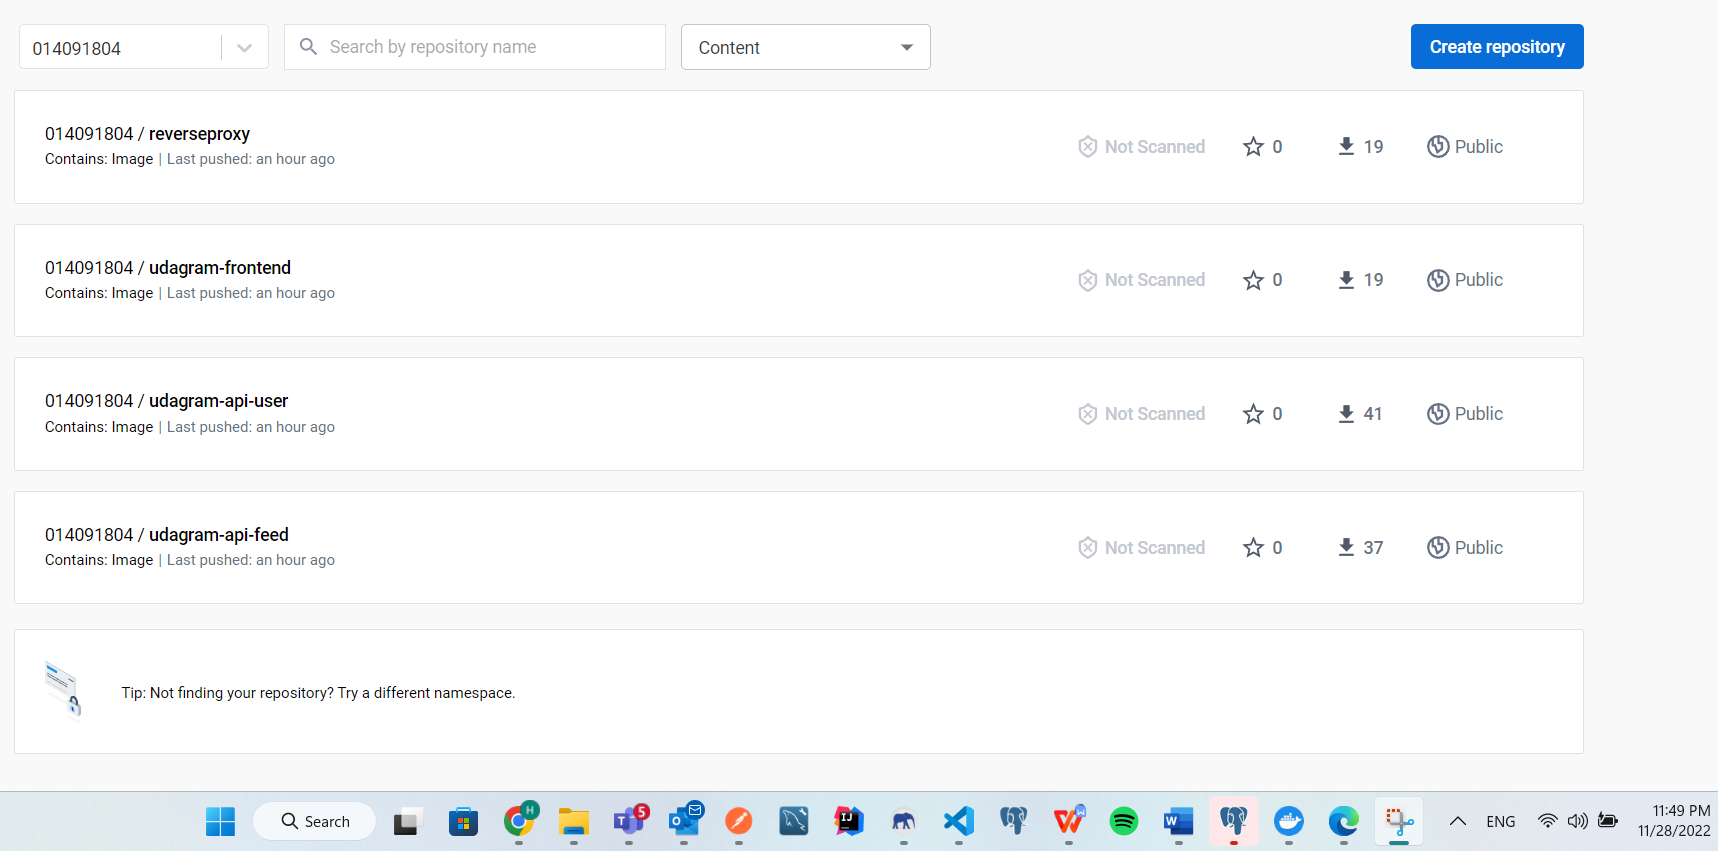 014091804
Search by repository name
Content
Create repository
014091804 / reverseproxy
Contains: Image | Last pushed: an hour ago
Not Scanned
0
19
Public
014091804 / udagram-frontend
Contains: Image | Last pushed: an hour ago
Not Scanned
0
19
Public
014091804 / udagram-api-user
Contains: Image | Last pushed: an hour ago
Not Scanned
0
41
Public
014091804 / udagram-api-feed
Contains: Image | Last pushed: an hour ago
Not Scanned
0
37
Public
Tip: Not finding your repository? Try a different namespace.
Search
H
5
IJ
W
ENG
11:49 PM
11/28/2022